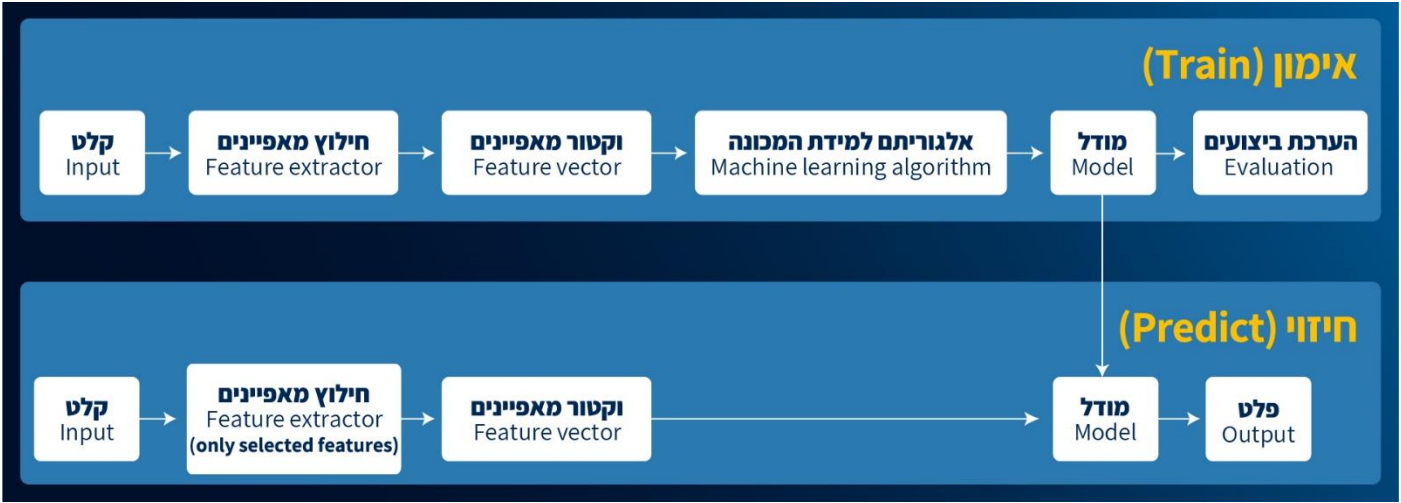 אימון (Train)
קלט
Input
חילוץ מאפיינים
Feature extractor
וקטור מאפיינים
Feature vector
אלגוריתם למידת המכונה
Machine learning algorithm
מודל
Model
הערכת ביצועים
Evaluation
חיזוי (Predict)
קלט
Input
חילוץ מאפיינים
Feature extractor
(only selected features)
וקטור מאפיינים
Feature vector
מודל
Model
פלט
Output